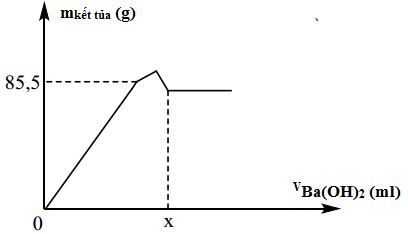 mkết tủa (g)
85,5
VBa(OH)2 (ml)
0
x